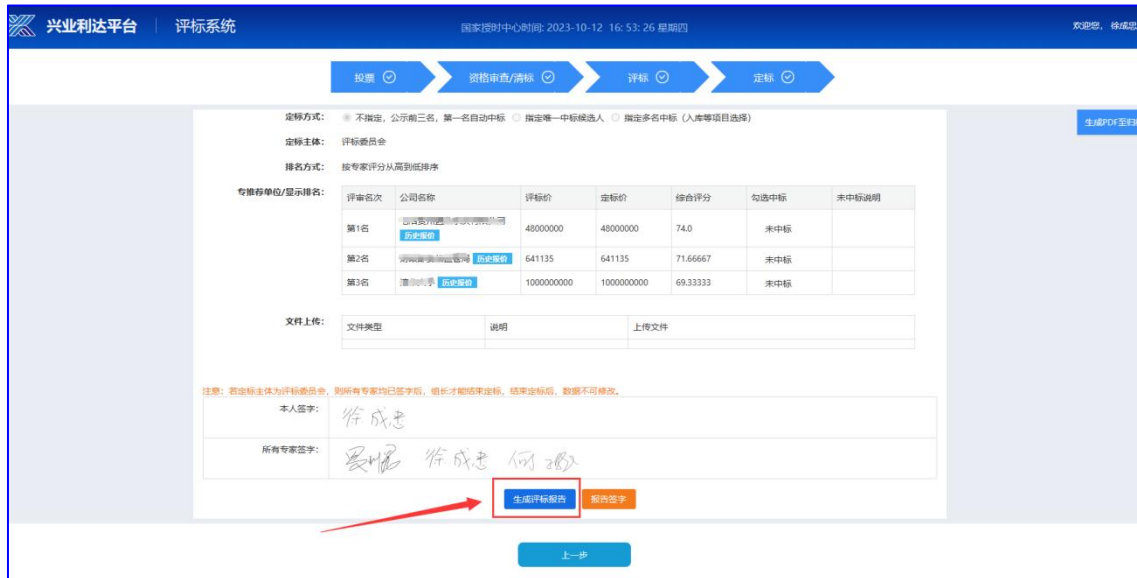 兴业利达平台 评标系统 国家授时中心时间: 2023-10-12 16:53:26 星期四 欢迎您，徐成忠
投票 资格审查/清标 评标 定标
定标方式： 不指定，公示前三名，第一名自动中标 指定唯一中标候选人 指定多名中标（入库等项目选择）
生成PDF至归
定标主体： 评标委员会
排名方式： 按专家评分从高到低排序
专推荐单位/显示排名：
评审名次 公司名称 评标价 定标价 综合评分 勾选中标 未中标说明
第1名 历史报价 48000000 48000000 74.0 未中标
第2名 历史报价 641135 641135 71.66667 未中标
第3名 历史报价 1000000000 1000000000 69.33333 未中标
文件上传： 文件类型 说明 上传文件
注意：若定标主体为评标委员会，则所有专家均已签字后，组长才能结束定标，结束定标后，数据不可修改。
本人签字： 徐成忠
所有专家签字： 徐成忠
生成评标报告 报告签字
上一步